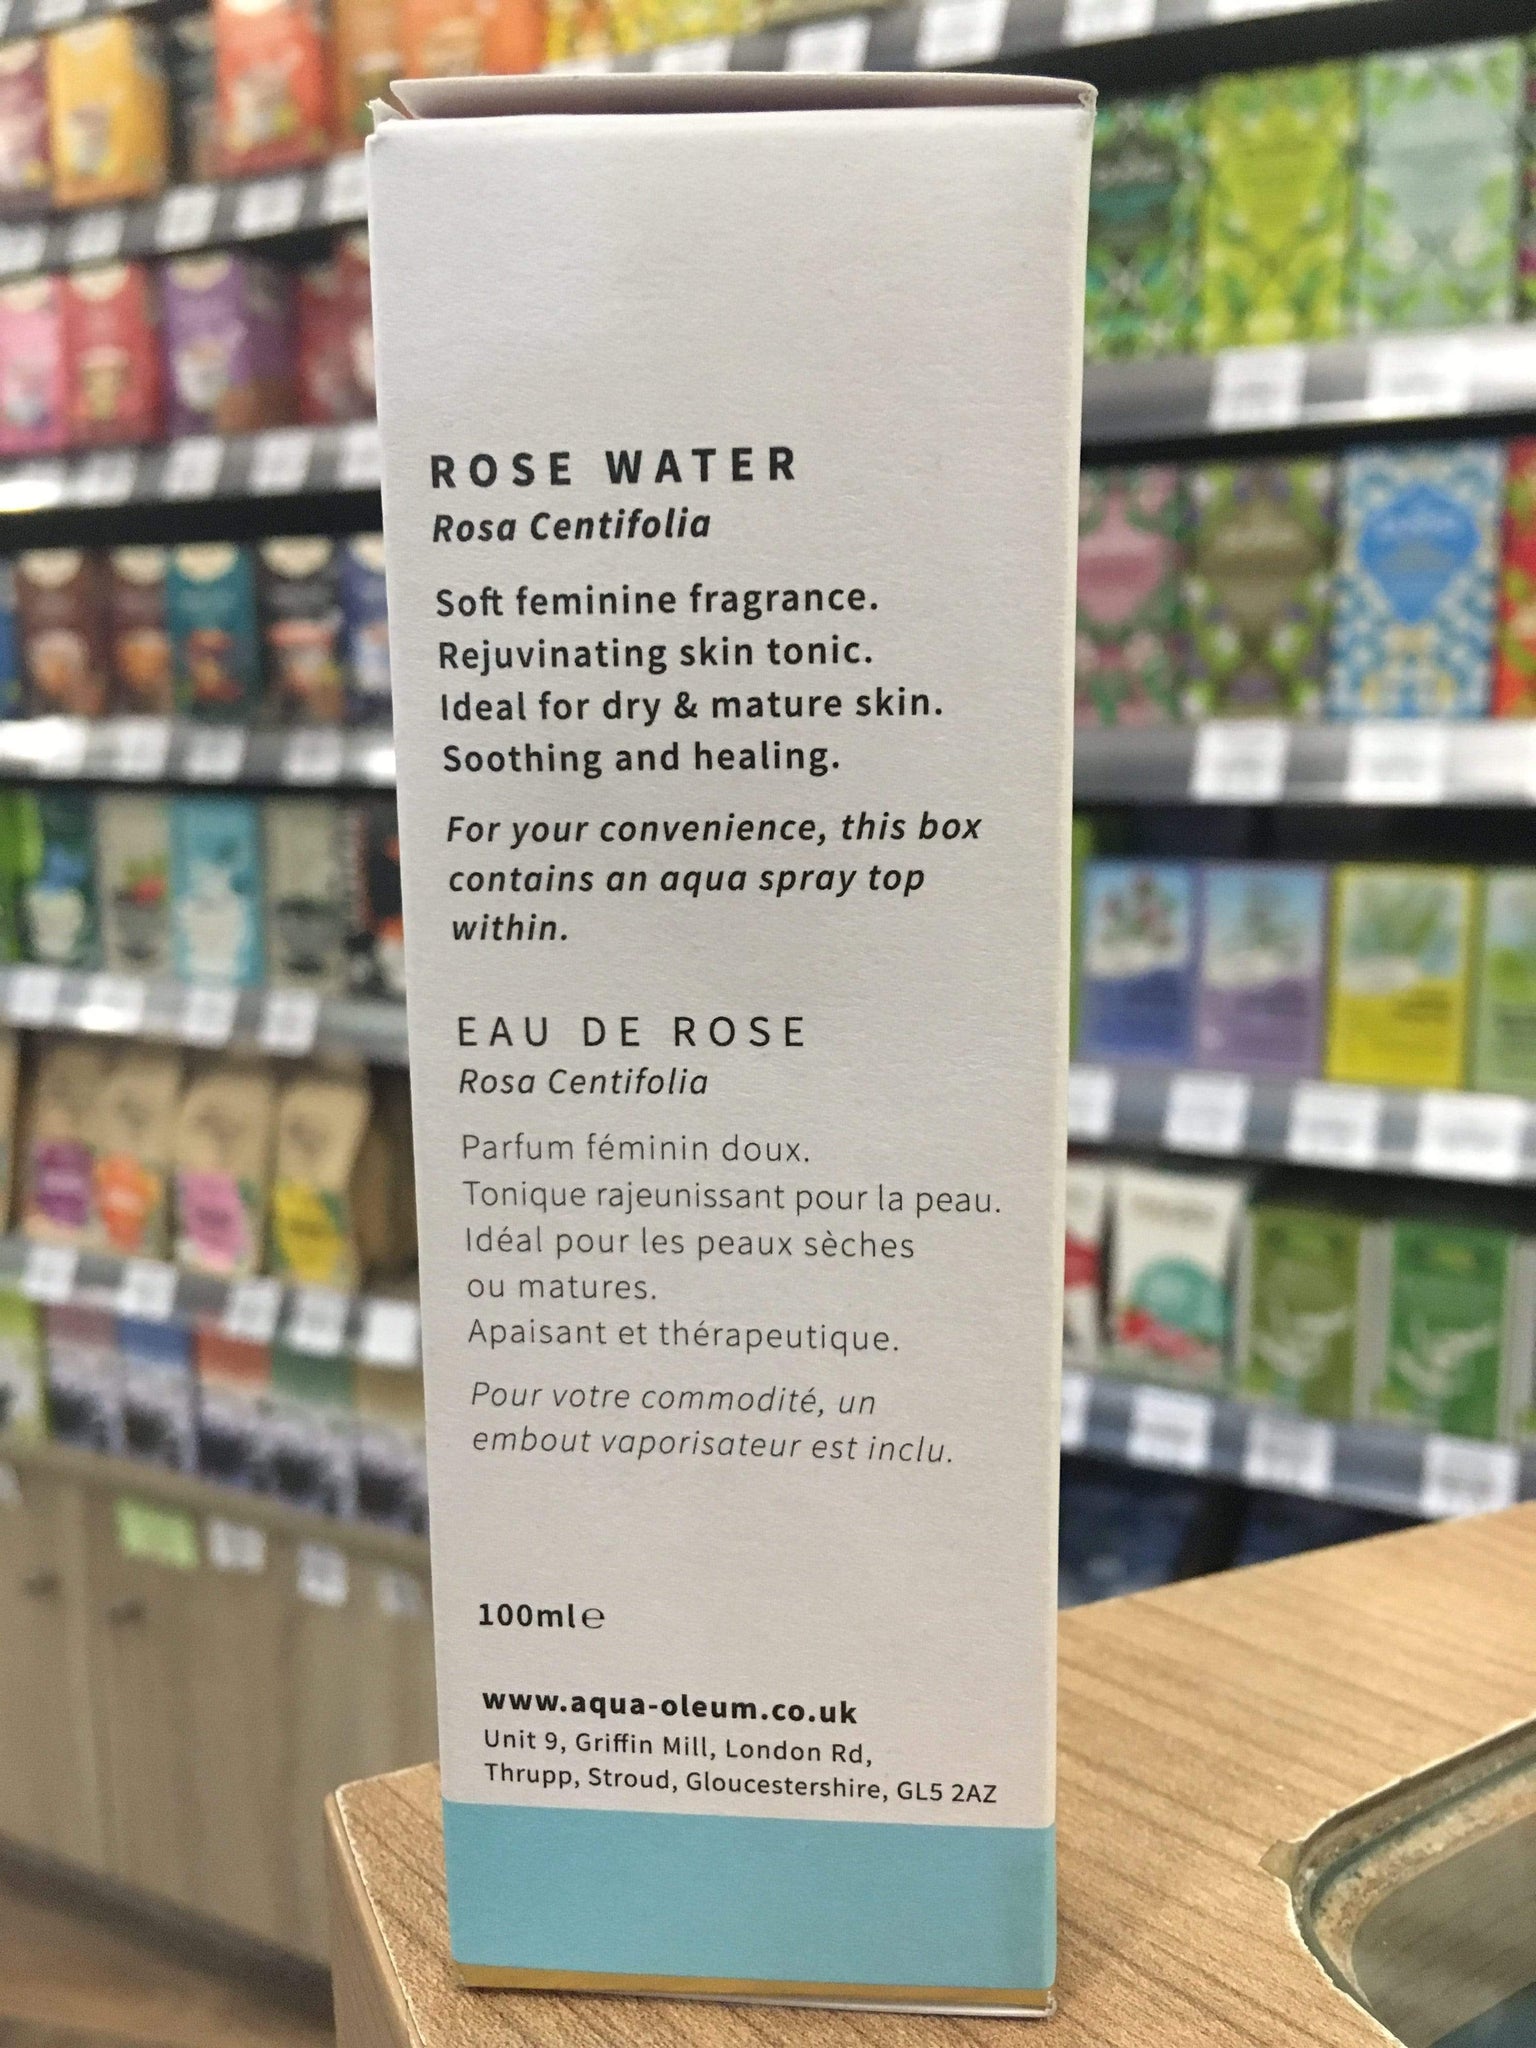 ROSE WATER
Rosa Centifolia
Soft feminine fragrance.
Rejuvinating skin tonic.
Ideal for dry & mature skin.
Soothing and healing.
For your convenience, this box
contains an aqua spray top
within.
EAU DE ROSE
Rosa Centifolia
Parfum féminin doux.
Tonique rajeunissant pour la peau.
Idéal pour les peaux sèches
ou matures.
Apaisant et thérapeutique.
Pour votre commodité, un
embout vaporisateur est inclu.
100ml℮
www.aqua-oleum.co.uk
Unit 9, Griffin Mill, London Rd,
Thrupp, Stroud, Gloucestershire, GL5 2AZ